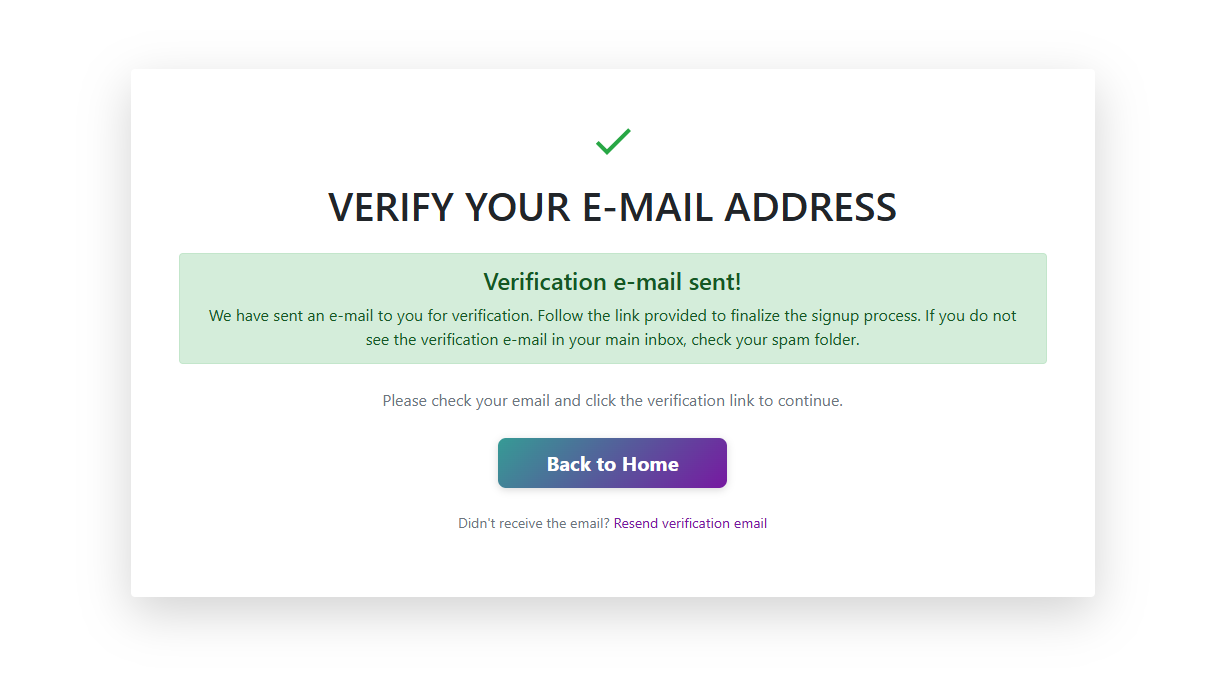 VERIFY YOUR E-MAIL ADDRESS
Verification e-mail sent!
We have sent an e-mail to you for verification. Follow the link provided to finalize the signup process. If you do not
see the verification e-mail in your main inbox, check your spam folder.
Please check your email and click the verification link to continue.
Back to Home
Didn't receive the email? Resend verification email